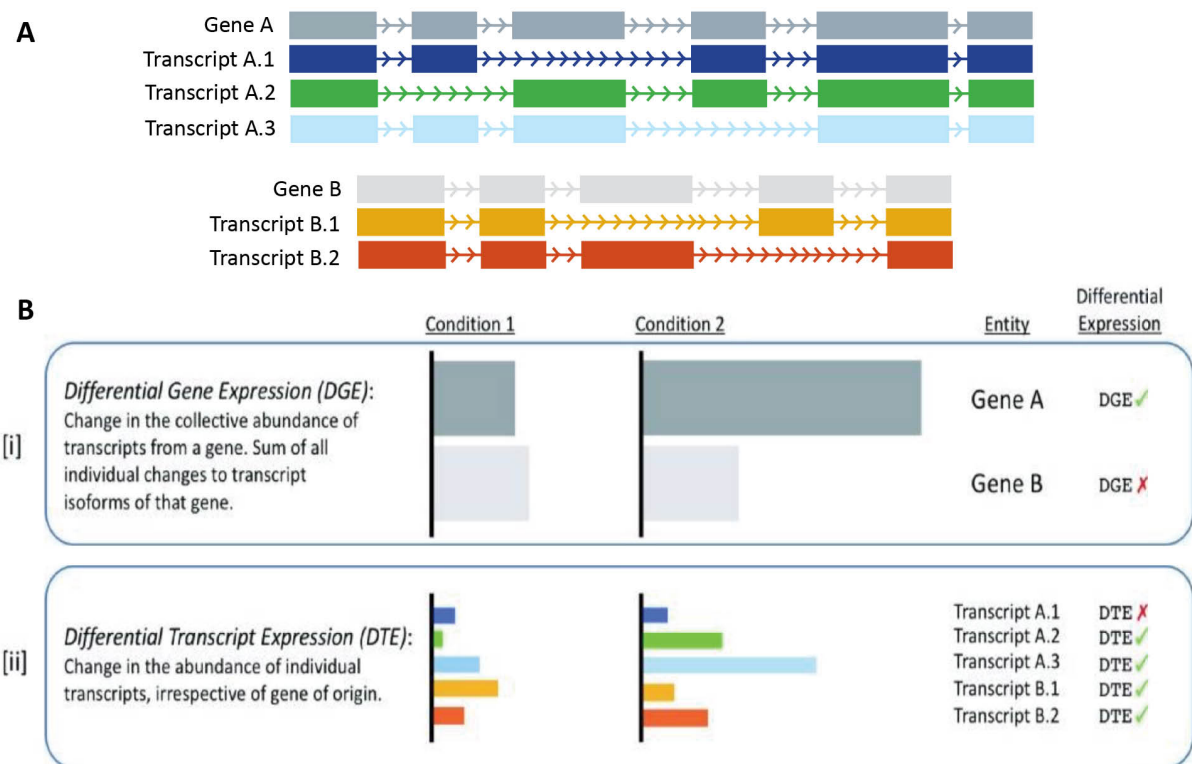 A
Gene A
Transcript A.1
Transcript A.2
Transcript A.3
Gene B
Transcript B.1
Transcript B.2
B
Condition 1
Condition 2
Entity
Differential
Expression
[i]
Differential Gene Expression (DGE):
Change in the collective abundance of
transcripts from a gene. Sum of all
individual changes to transcript
isoforms of that gene.
Gene A
DGE ✓
Gene B
DGE ✗
[ii]
Differential Transcript Expression (DTE):
Change in the abundance of individual
transcripts, irrespective of gene of origin.
Transcript A.1
DTE ✗
Transcript A.2
DTE ✓
Transcript A.3
DTE ✓
Transcript B.1
DTE ✓
Transcript B.2
DTE ✓